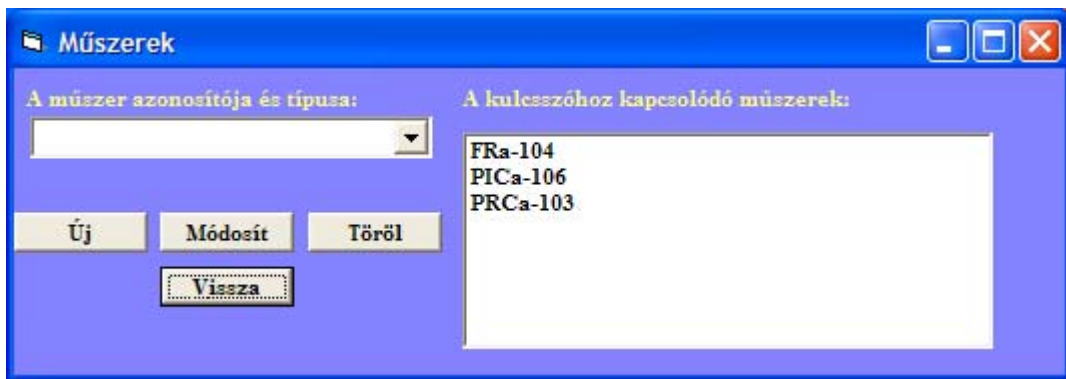 Műszerek
A műszer azonosítója és típusa:
A kulcsszóhoz kapcsolódó műszerek:
FRa-104
PICa-106
PRCa-103
Új
Módosít
Töröl
Vissza